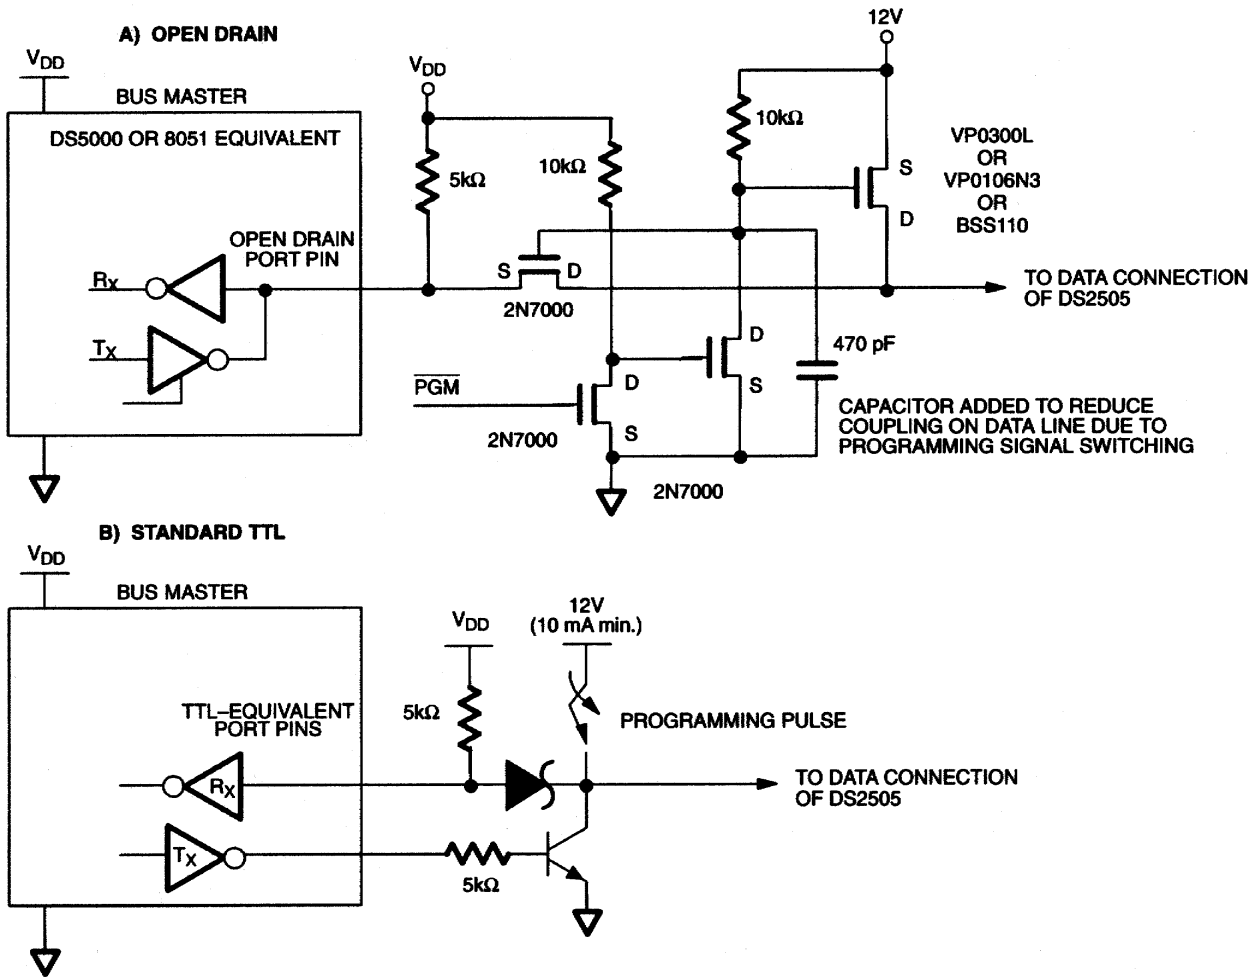 A) OPEN DRAIN
VDD
BUS MASTER
DS5000 OR 8051 EQUIVALENT
OPEN DRAIN
PORT PIN
RX
TX
VDD
5kΩ
10kΩ
S
D
2N7000
PGM
D
S
2N7000
12V
10kΩ
S
D
VP0300L
OR
VP0106N3
OR
BSS110
TO DATA CONNECTION
OF DS2505
D
S
470 pF
CAPACITOR ADDED TO REDUCE
COUPLING ON DATA LINE DUE TO
PROGRAMMING SIGNAL SWITCHING
2N7000
B) STANDARD TTL
VDD
BUS MASTER
TTL–EQUIVALENT
PORT PINS
RX
TX
VDD
5kΩ
12V
(10 mA min.)
PROGRAMMING PULSE
TO DATA CONNECTION
OF DS2505
5kΩ